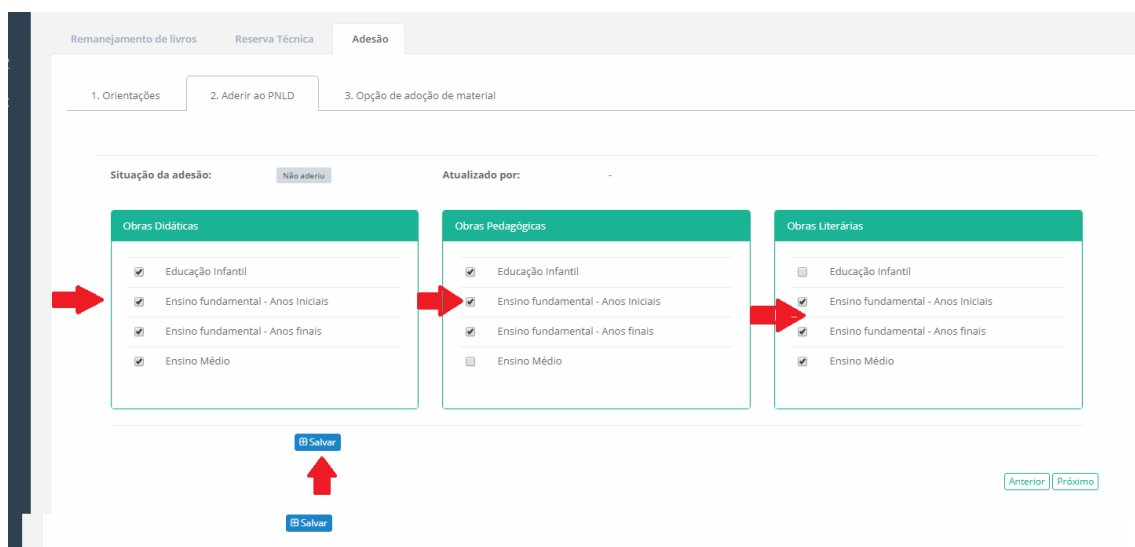 Remanejamento de livros Reserva Técnica Adesão
1. Orientações 2. Aderir ao PNLD 3. Opção de adoção de material
Situação da adesão: Não aderiu Atualizado por: -
Obras Didáticas
Educação Infantil
Ensino fundamental - Anos Iniciais
Ensino fundamental - Anos finais
Ensino Médio
Obras Pedagógicas
Educação Infantil
Ensino fundamental - Anos Iniciais
Ensino fundamental - Anos finais
Ensino Médio
Obras Literárias
Educação Infantil
Ensino fundamental - Anos Iniciais
Ensino fundamental - Anos finais
Ensino Médio
Salvar
Anterior Próximo
Salvar